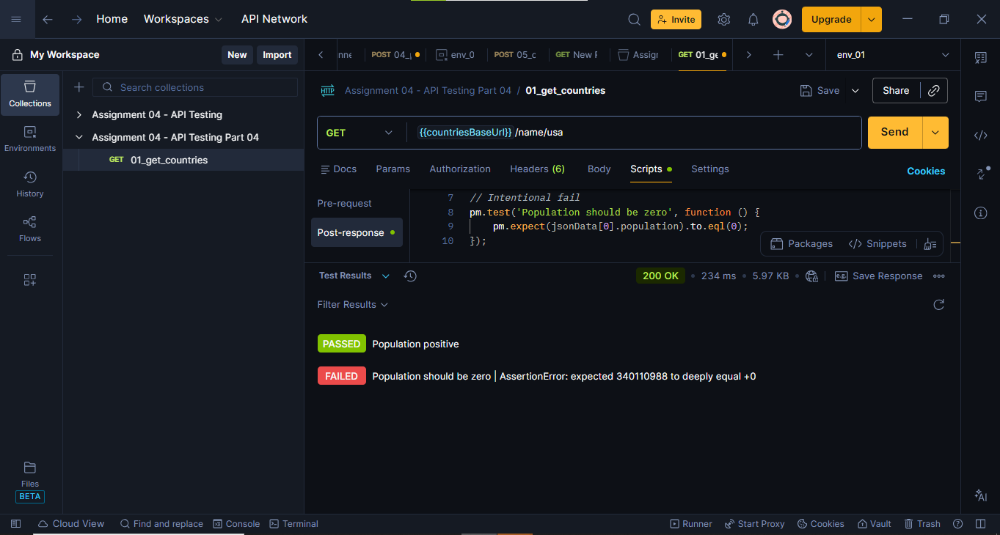 Home Workspaces API Network Invite Upgrade
My Workspace New Import
nne POST 04_ env_0 POST 05_c GET New F Assign GET 01_ge env_01
Collections
Environments
History
Flows
Files
BETA
Search collections
Assignment 04 - API Testing
Assignment 04 - API Testing Part 04
GET 01_get_countries
HTTP Assignment 04 - API Testing Part 04 / 01_get_countries Save Share
GET {{countriesBaseUrl}} /name/usa Send
Docs Params Authorization Headers (6) Body Scripts Settings Cookies
Pre-request
Post-response
7 // Intentional fail
8 pm.test('Population should be zero', function () {
9 pm.expect(jsonData[0].population).to.eql(0);
10 });
Packages Snippets
Test Results 200 OK 234 ms 5.97 KB e.g. Save Response
Filter Results
PASSED Population positive
FAILED Population should be zero | AssertionError: expected 340110988 to deeply equal +0
AI
Cloud View Find and replace Console Terminal Runner Start Proxy Cookies Vault Trash